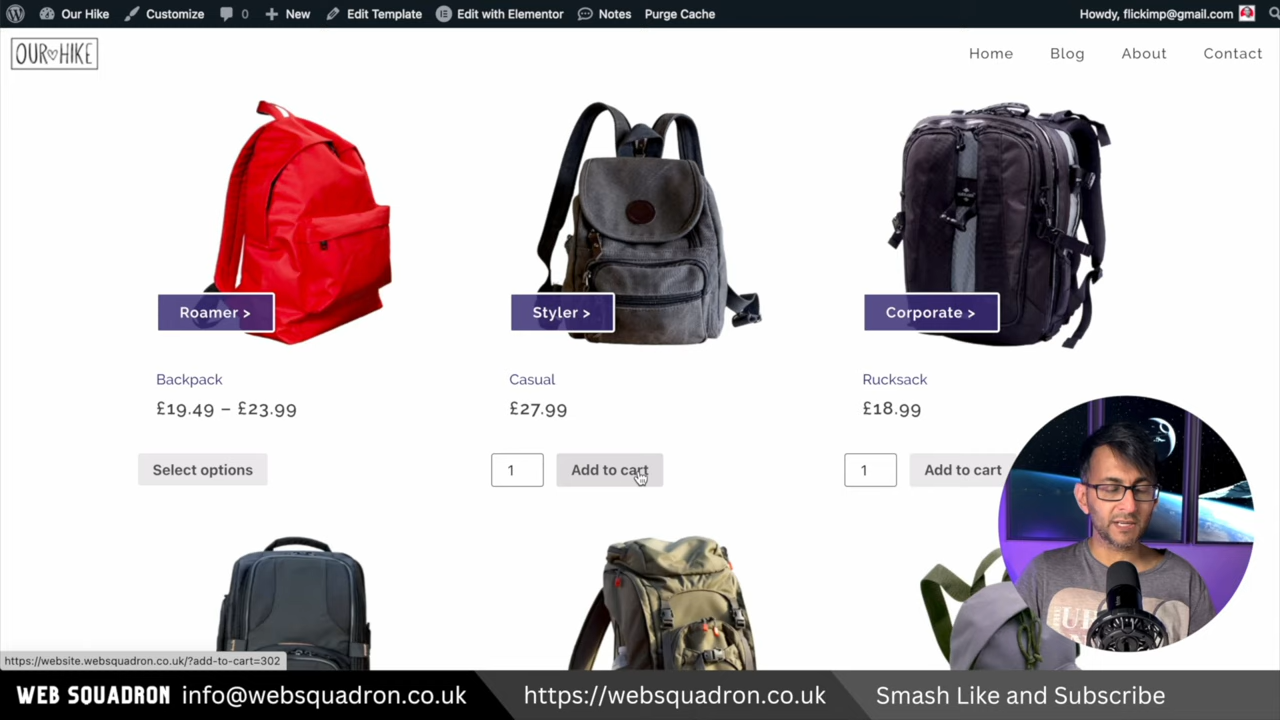 Our Hike Customize 0 New Edit Template Edit with Elementor Notes Purge Cache Howdy, flickimp@gmail.com
OUR HIKE Home Blog About Contact
Roamer > Styler > Corporate >
Backpack Casual Rucksack
£19.49 – £23.99 £27.99 £18.99
Select options 1 Add to cart 1 Add to cart
https://website.websquadron.co.uk/?add-to-cart=302
WEB SQUADRON info@websquadron.co.uk https://websquadron.co.uk Smash Like and Subscribe